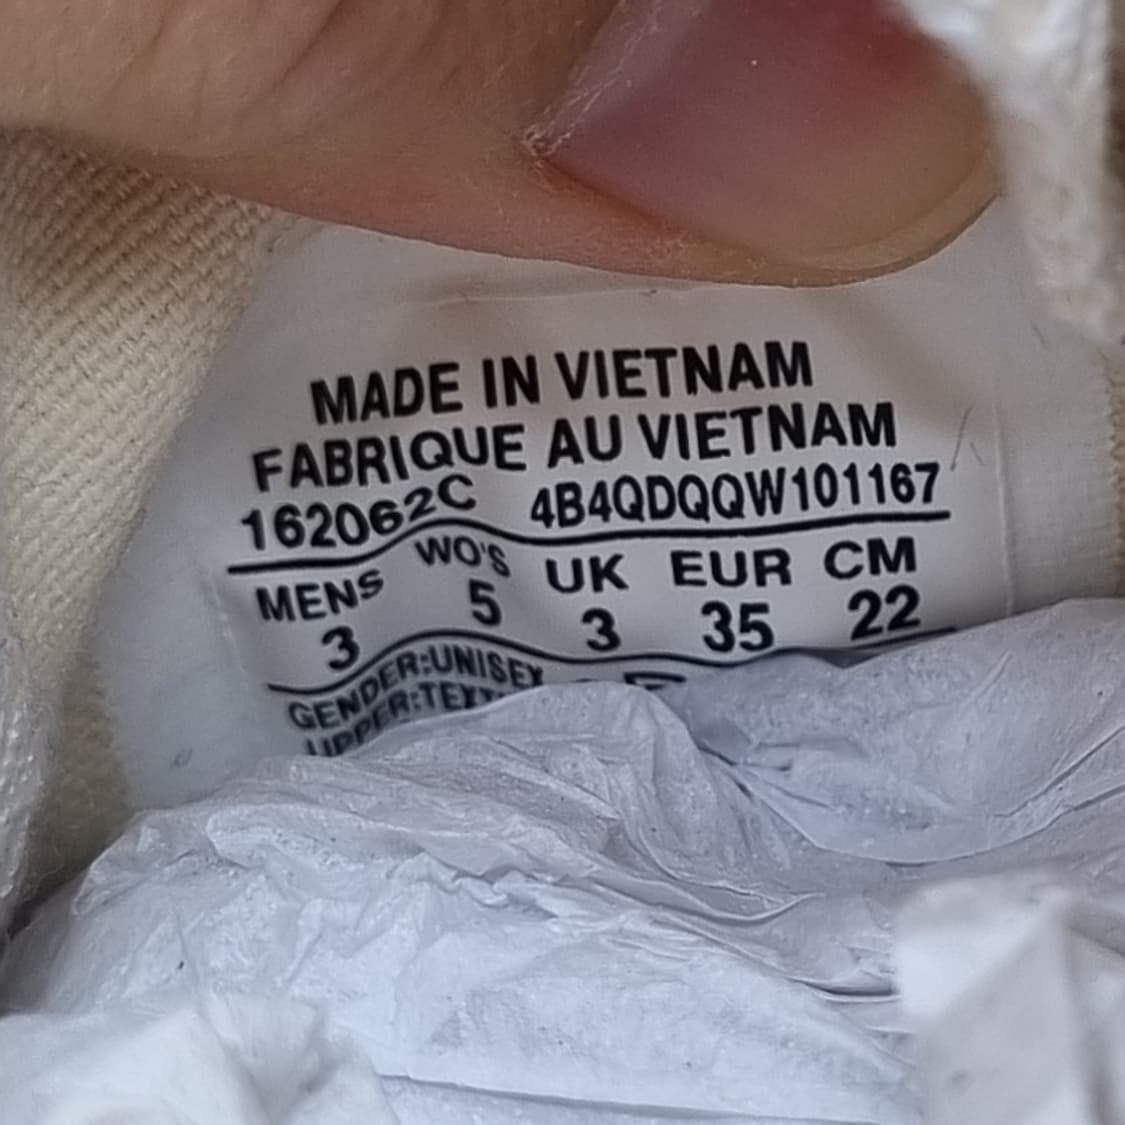 MADE IN VIETNAM
FABRIQUE AU VIETNAM
162062C 4B4QDQQW101167
MENS WO'S UK EUR CM
3 5 3 35 22
GENDER:UNISEX
UPPER: